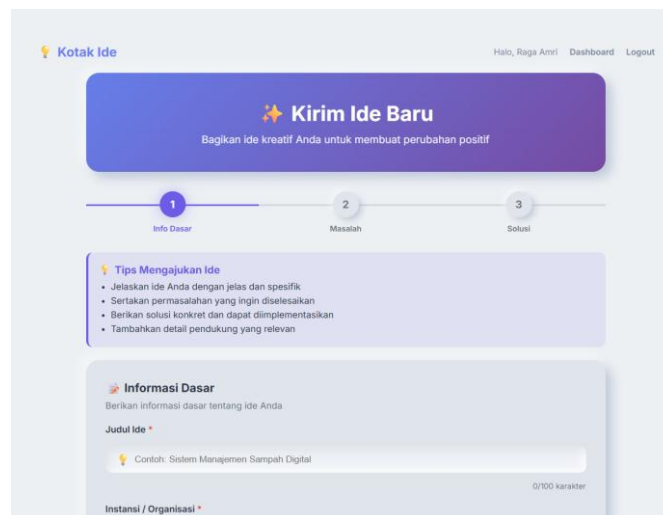 Kotak Ide
Halo, Raga Amri Dashboard Logout
Kirim Ide Baru
Bagikan ide kreatif Anda untuk membuat perubahan positif
1 2 3
Info Dasar Masalah Solusi
Tips Mengajukan Ide
• Jelaskan ide Anda dengan jelas dan spesifik
• Sertakan permasalahan yang ingin diselesaikan
• Berikan solusi konkret dan dapat diimplementasikan
• Tambahkan detail pendukung yang relevan
Informasi Dasar
Berikan informasi dasar tentang ide Anda
Judul Ide *
Contoh: Sistem Manajemen Sampah Digital
0/100 karakter
Instansi / Organisasi *